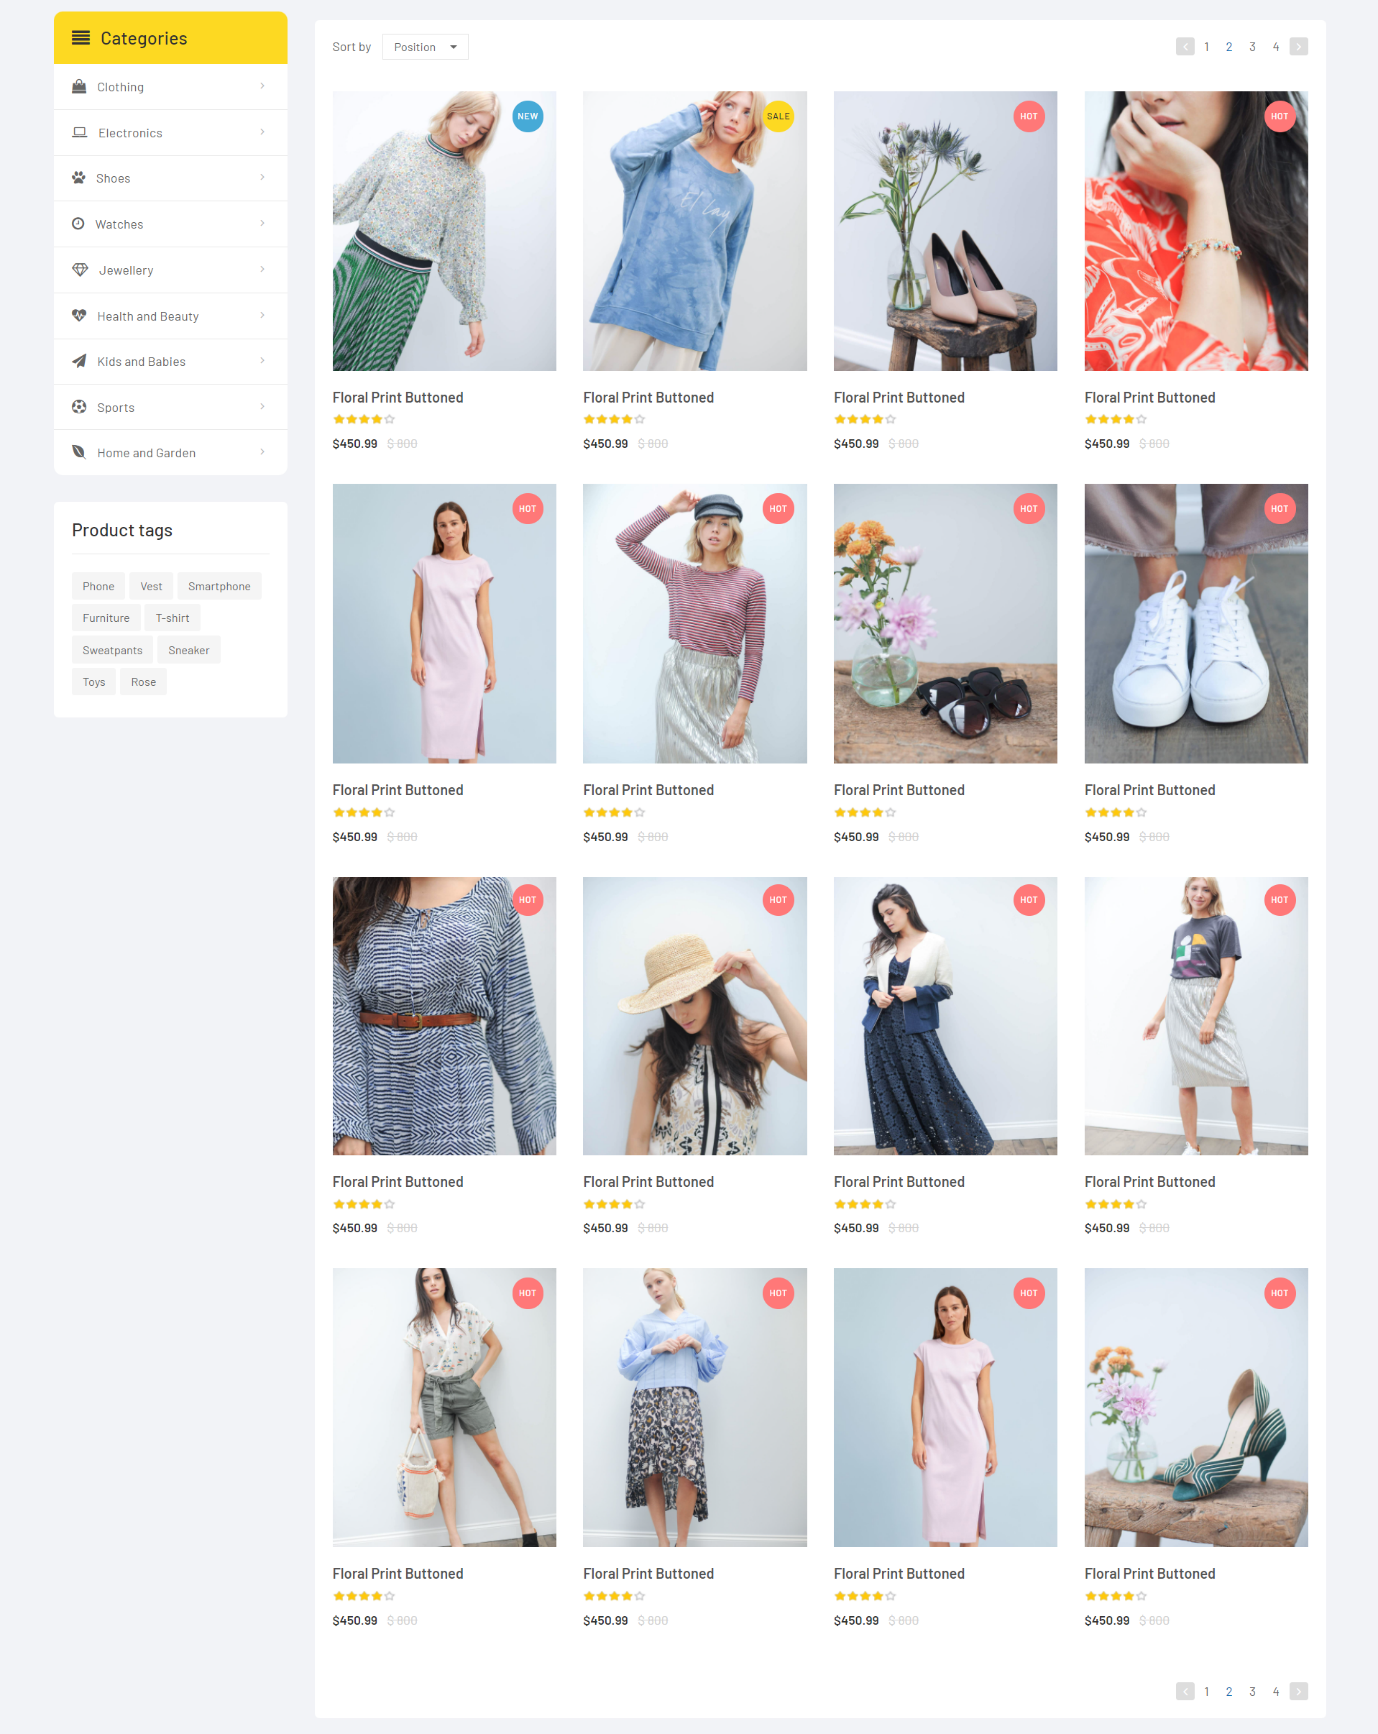 Categories
Clothing
Electronics
Shoes
Watches
Jewellery
Health and Beauty
Kids and Babies
Sports
Home and Garden
Product tags
Phone Vest Smartphone
Furniture T-shirt
Sweatpants Sneaker
Toys Rose
Sort by Position 1 2 3 4
NEW SALE HOT HOT
Floral Print Buttoned Floral Print Buttoned Floral Print Buttoned Floral Print Buttoned
$450.99 $ 800 $450.99 $ 800 $450.99 $ 800 $450.99 $ 800
HOT HOT HOT HOT
Floral Print Buttoned Floral Print Buttoned Floral Print Buttoned Floral Print Buttoned
$450.99 $ 800 $450.99 $ 800 $450.99 $ 800 $450.99 $ 800
HOT HOT HOT HOT
Floral Print Buttoned Floral Print Buttoned Floral Print Buttoned Floral Print Buttoned
$450.99 $ 800 $450.99 $ 800 $450.99 $ 800 $450.99 $ 800
HOT HOT HOT HOT
Floral Print Buttoned Floral Print Buttoned Floral Print Buttoned Floral Print Buttoned
$450.99 $ 800 $450.99 $ 800 $450.99 $ 800 $450.99 $ 800
1 2 3 4